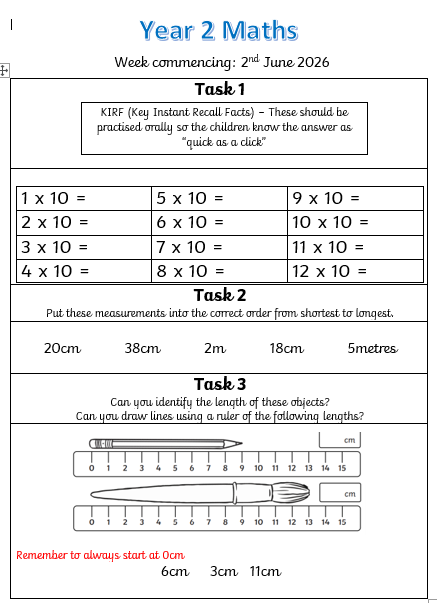 Year 2 Maths
Week commencing: 2nd June 2026
Task 1
KIRF (Key Instant Recall Facts) – These should be
practised orally so the children know the answer as
"quick as a click"
1 x 10 = 5 x 10 = 9 x 10 =
2 x 10 = 6 x 10 = 10 x 10 =
3 x 10 = 7 x 10 = 11 x 10 =
4 x 10 = 8 x 10 = 12 x 10 =
Task 2
Put these measurements into the correct order from shortest to longest.
20cm 38cm 2m 18cm 5metres
Task 3
Can you identify the length of these objects?
Can you draw lines using a ruler of the following lengths?
cm
0 1 2 3 4 5 6 7 8 9 10 11 12 13 14 15
cm
0 1 2 3 4 5 6 7 8 9 10 11 12 13 14 15
Remember to always start at 0cm
6cm 3cm 11cm